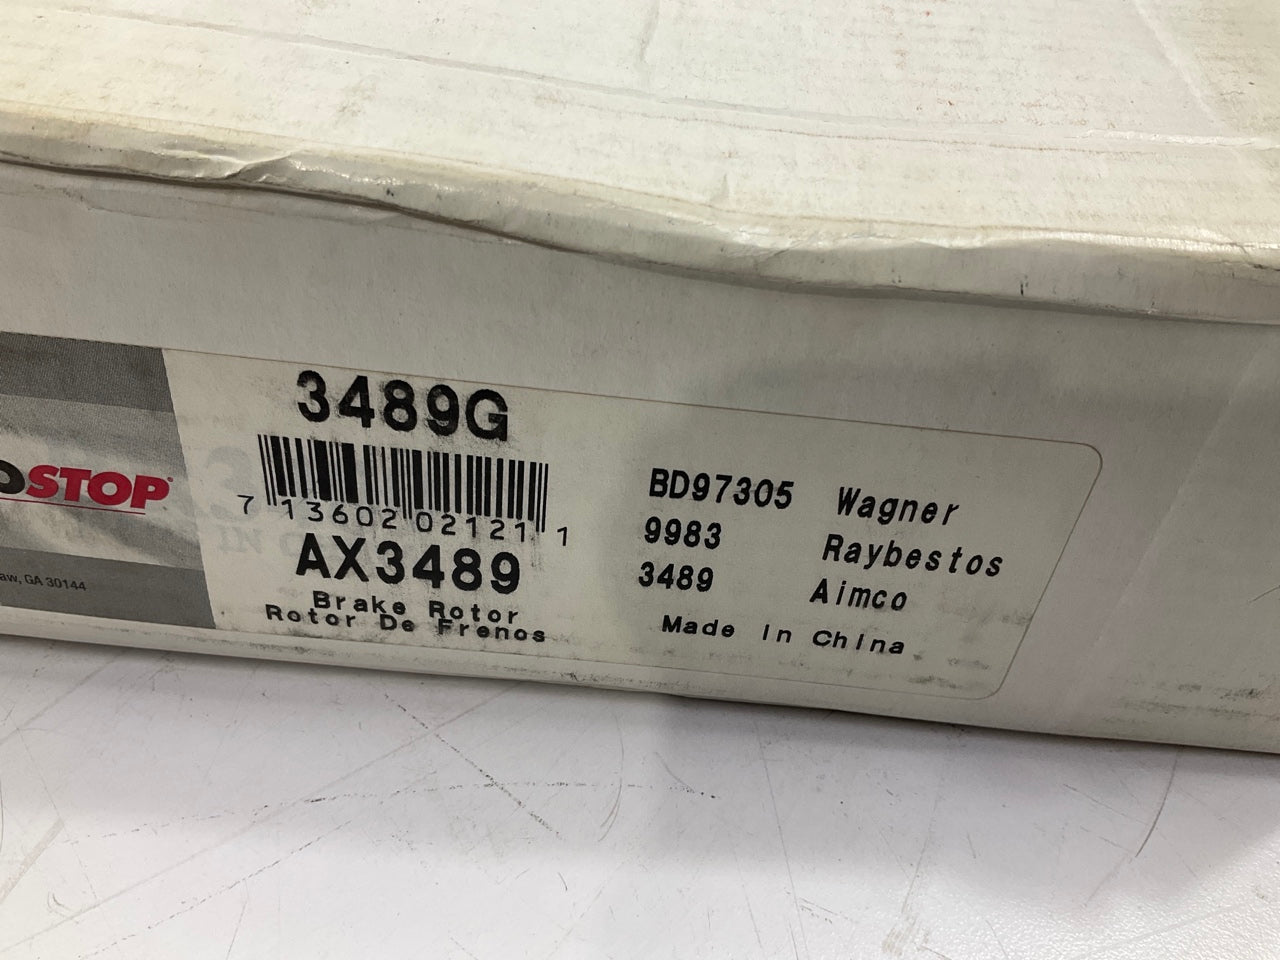 3489G
7 13602 02121 1
AX3489
Brake Rotor
Rotor De Frenos
STOP
aw, GA 30144
BD97305 Wagner
9983 Raybestos
3489 Aimco
Made in China